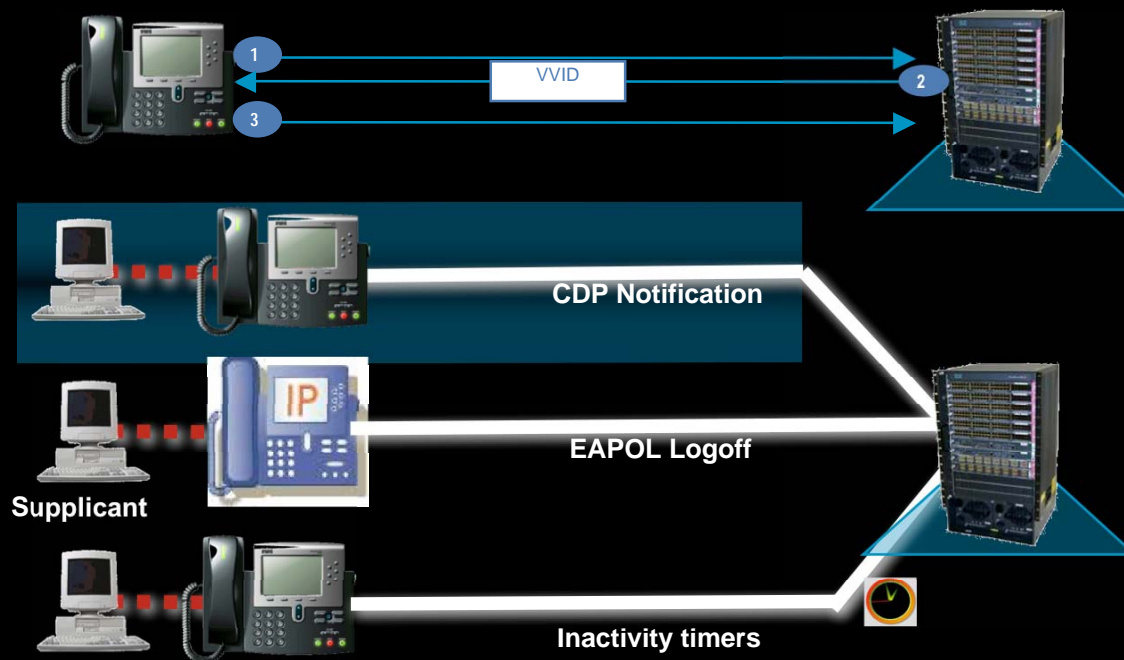 1
VVID
2
3
CDP Notification
IP
EAPOL Logoff
Supplicant
Inactivity timers